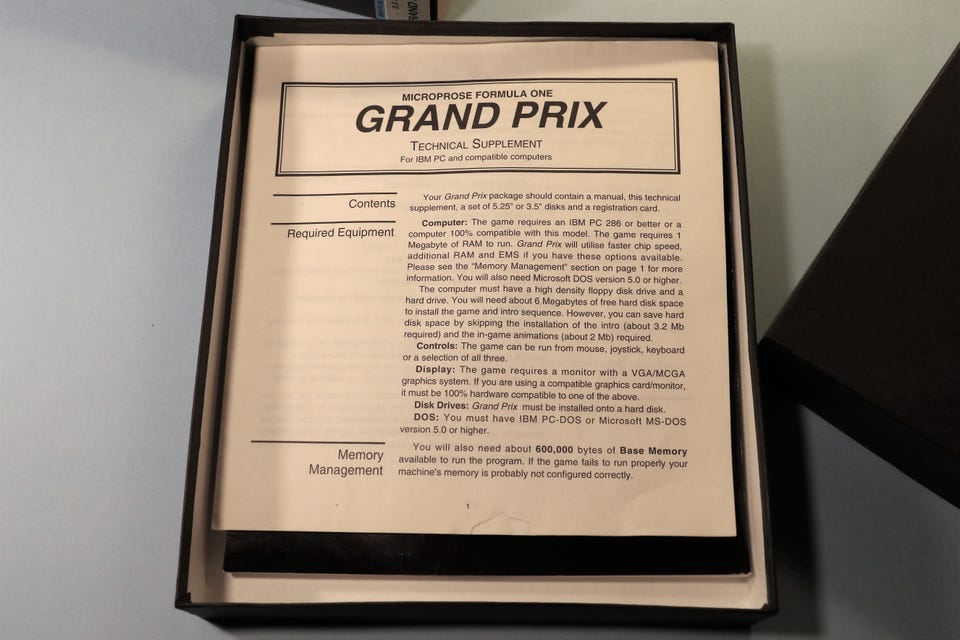 MICROPROSE FORMULA ONE
GRAND PRIX
TECHNICAL SUPPLEMENT
For IBM PC and compatible computers
Contents
Your Grand Prix package should contain a manual, this technical
supplement, a set of 5.25" or 3.5" disks and a registration card.
Required Equipment
Computer: The game requires an IBM PC 286 or better or a
computer 100% compatible with this model. The game requires 1
Megabyte of RAM to run. Grand Prix will utilise faster chip speed,
additional RAM and EMS if you have these options available.
Please see the "Memory Management" section on page 1 for more
information. You will also need Microsoft DOS version 5.0 or higher.
The computer must have a high density floppy disk drive and a
hard drive. You will need about 6 Megabytes of free hard disk space
to install the game and intro sequence. However, you can save hard
disk space by skipping the installation of the intro (about 3.2 Mb
required) and the in-game animations (about 2 Mb) required.
Controls: The game can be run from mouse, joystick, keyboard
or a selection of all three.
Display: The game requires a monitor with a VGA/MCGA
graphics system. If you are using a compatible graphics card/monitor,
it must be 100% hardware compatible to one of the above.
Disk Drives: Grand Prix must be installed onto a hard disk.
DOS: You must have IBM PC-DOS or Microsoft MS-DOS
version 5.0 or higher.
Memory
Management
You will also need about 600,000 bytes of Base Memory
available to run the program. If the game fails to run properly your
machine's memory is probably not configured correctly.
1